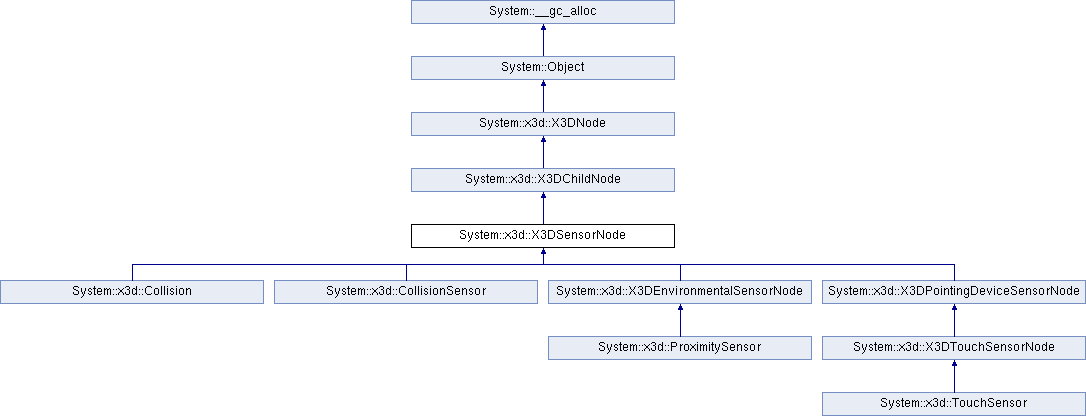 System::__gc_alloc
System::Object
System::x3d::X3DNode
System::x3d::X3DChildNode
System::x3d::X3DSensorNode
System::x3d::Collision
System::x3d::CollisionSensor
System::x3d::X3DEnvironmentalSensorNode
System::x3d::X3DPointingDeviceSensorNode
System::x3d::ProximitySensor
System::x3d::X3DTouchSensorNode
System::x3d::TouchSensor